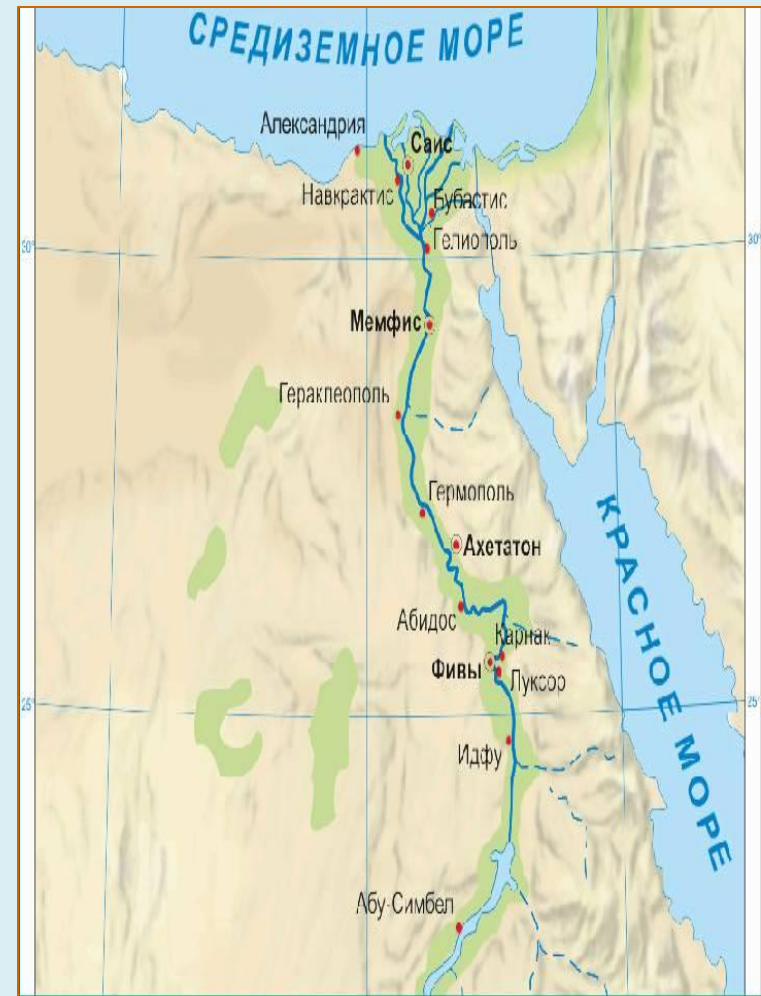 СРЕДИЗЕМНОЕ МОРЕ
Александрия
Саис
Навкрактис
Бубастис
30°
30°
Гелиополь
Мемфис
Гераклеополь
Гермополь
Ахетатон
КРАСНОЕ МОРЕ
Абидос
Карнак
Фивы
Луксор
25°
25°
Идфу
Абу-Симбел